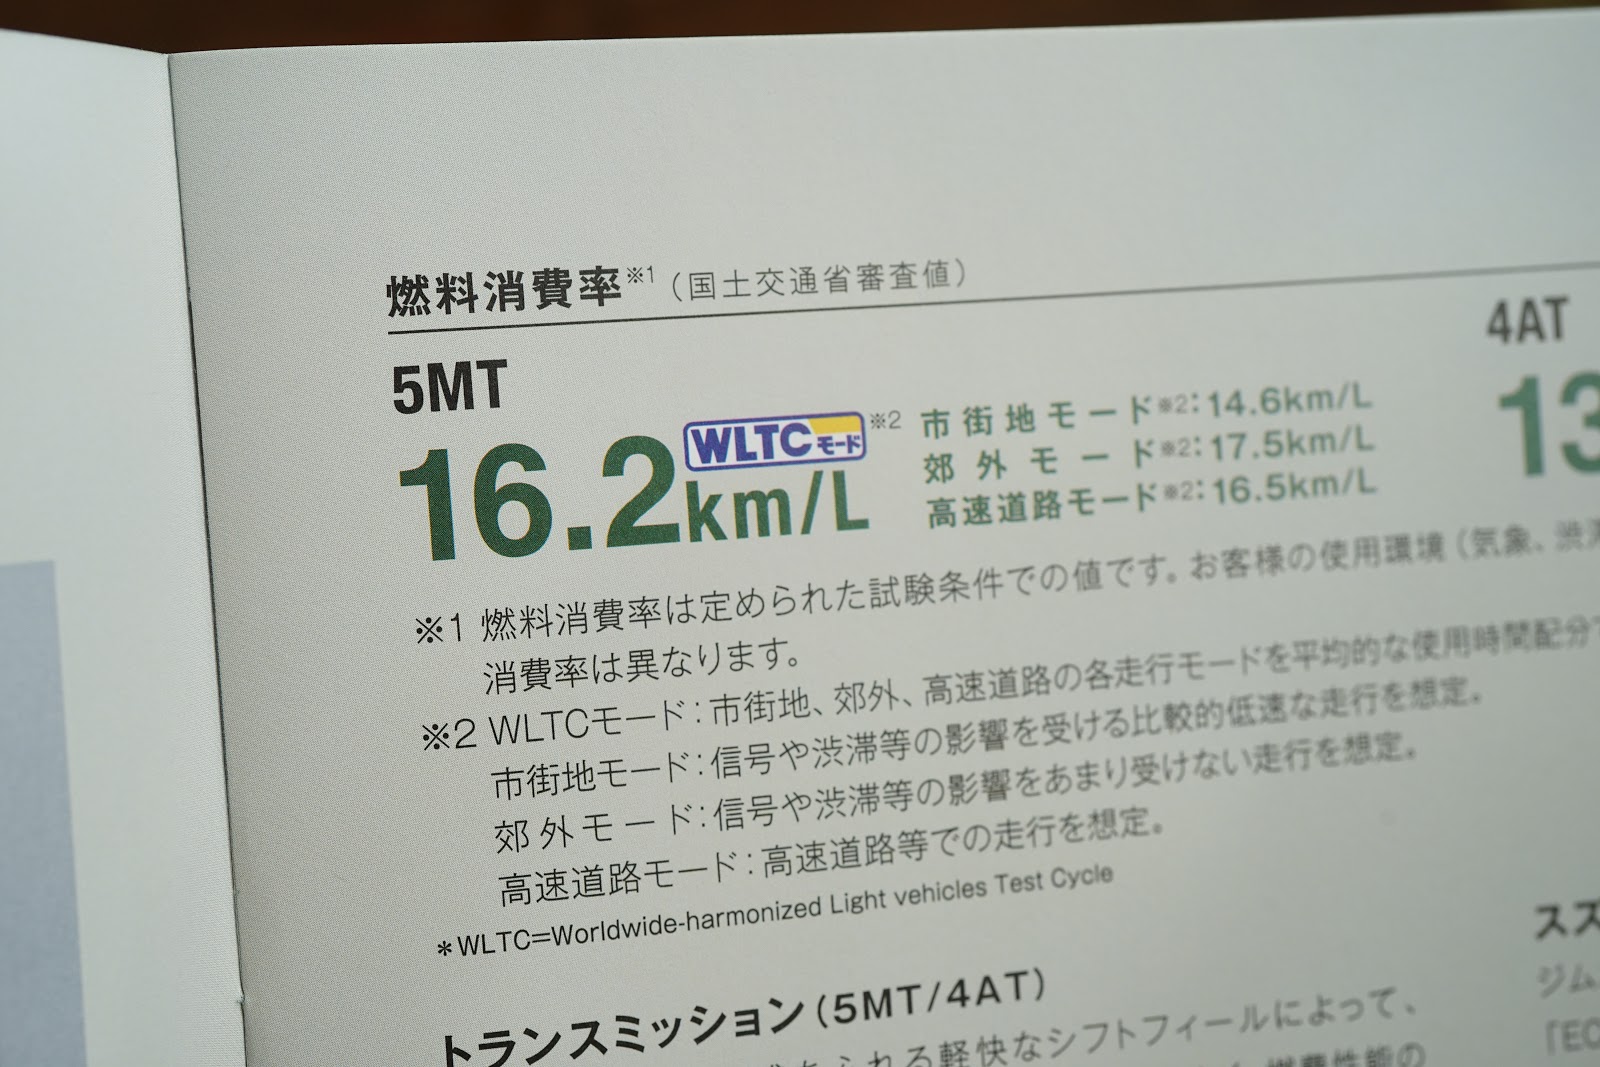 燃料消費率※1（国土交通省審査値）
5MT
16.2km/L
WLTCモード※2
市街地モード※2：14.6km/L
郊外モード※2：17.5km/L
高速道路モード※2：16.5km/L
4AT
13
※1 燃料消費率は定められた試験条件での値です。お客様の使用環境（気象、渋滞
消費率は異なります。
※2 WLTCモード：市街地、郊外、高速道路の各走行モードを平均的な使用時間配分で
市街地モード：信号や渋滞等の影響を受ける比較的低速な走行を想定。
郊外モード：信号や渋滞等の影響をあまり受けない走行を想定。
高速道路モード：高速道路等での走行を想定。
＊WLTC＝Worldwide-harmonized Light vehicles Test Cycle
トランスミッション（5MT/4AT）
られる軽快なシフトフィールによって、
燃費性能の
スズ
ジム
「EC